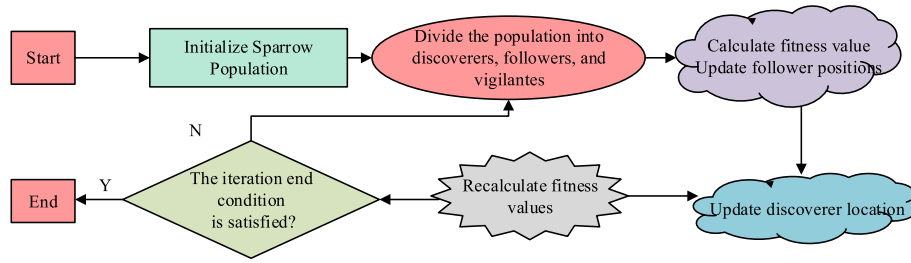 Start
Initialize Sparrow
Population
Divide the population into
discoverers, followers, and
vigilantes
Calculate fitness value
Update follower positions
N
End
Y
The iteration end
condition
is satisfied?
Recalculate fitness
values
Update discoverer location